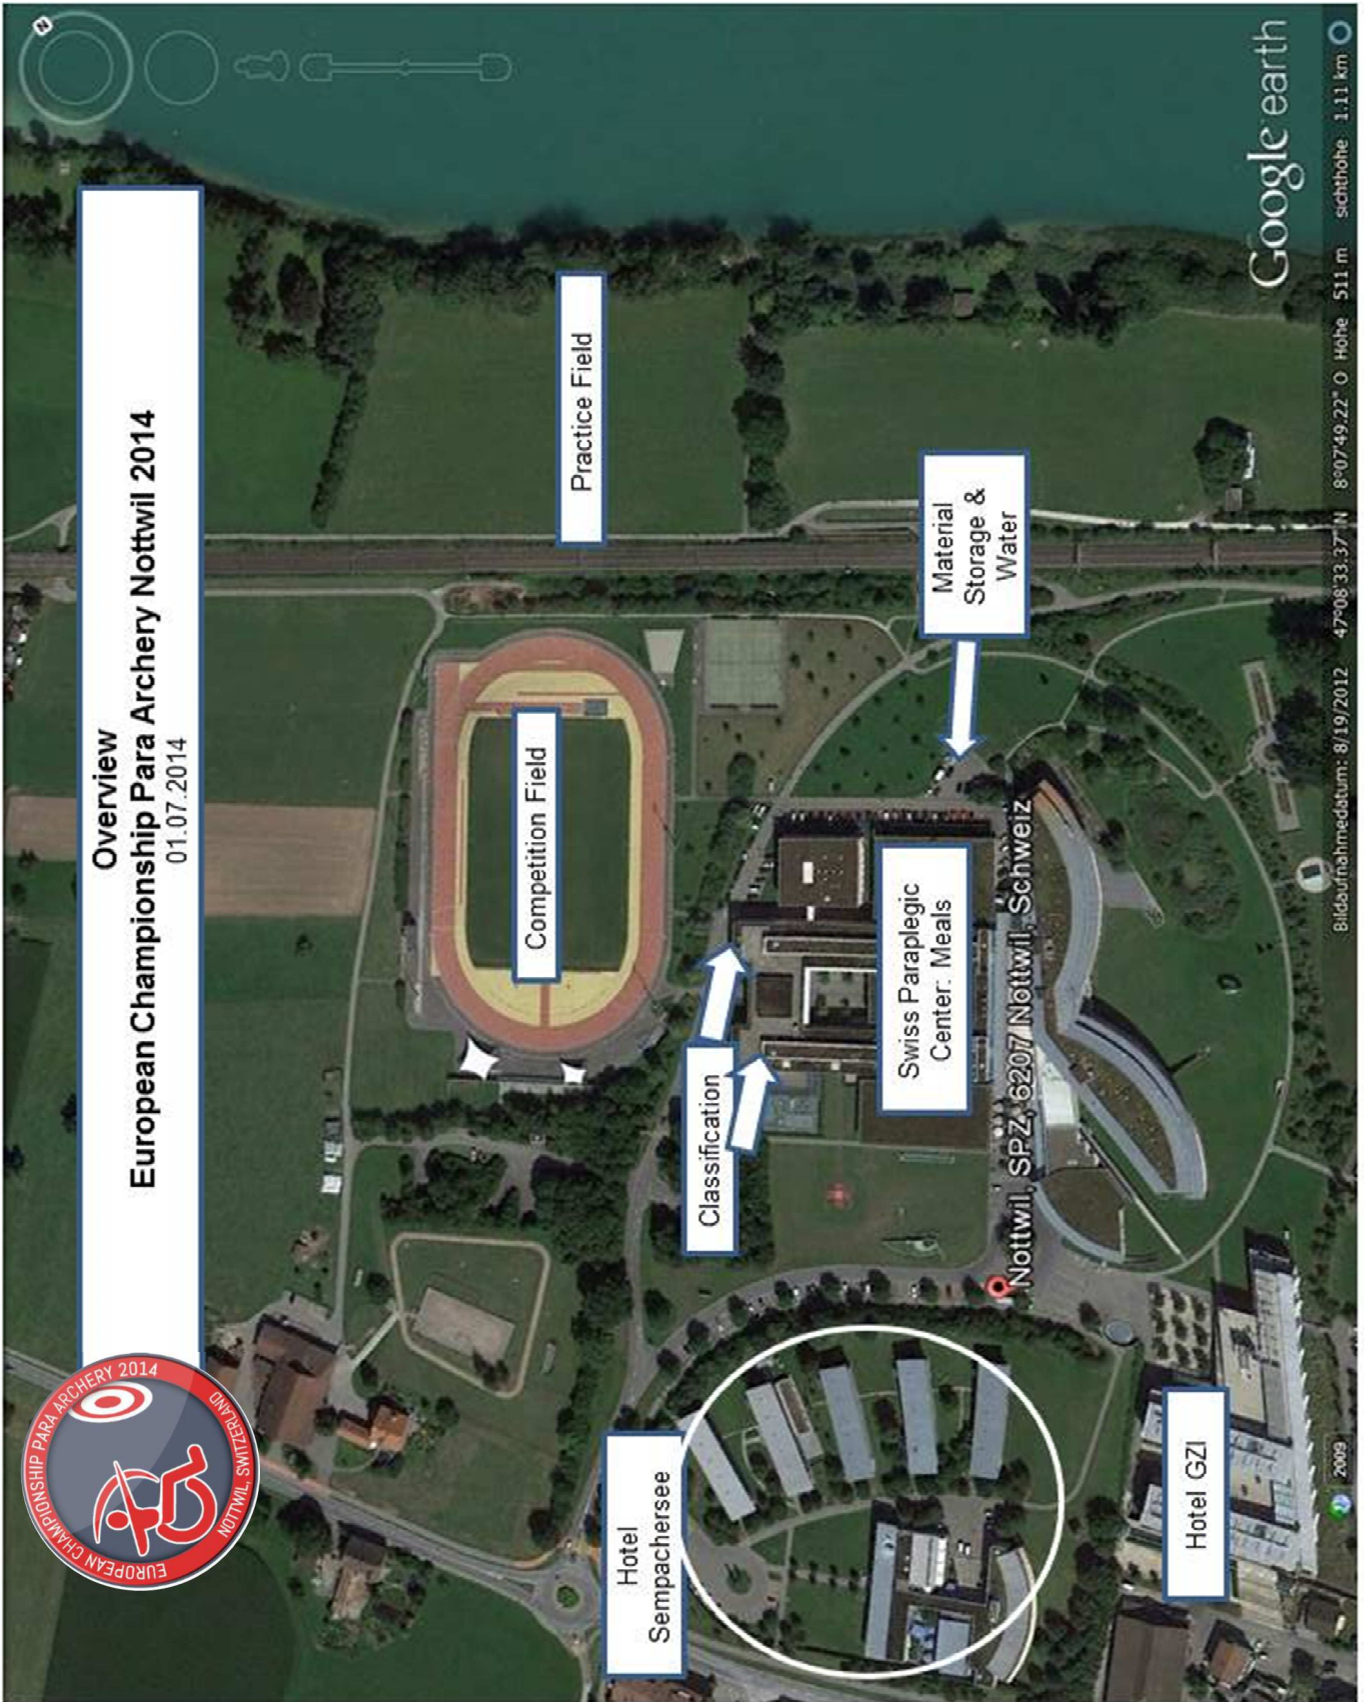 Overview
European Championship Para Archery Nottwil 2014
01.07.2014
EUROPEAN CHAMPIONSHIP PARA ARCHERY 2014
NOTTWIL, SWITZERLAND
Practice Field
Competition Field
Material
Storage &
Water
Classification
Swiss Paraplegic
Center: Meals
Nottwil, SPZ, 6207 Nottwil, Schweiz
Hotel
Sempachersee
Hotel GZI
Google earth
2009
Bildaufnahmedatum: 8/19/2012 47°08'33.37" N 8°07'49.22" O Höhe 511 m sichthöhe 1.11 km
N